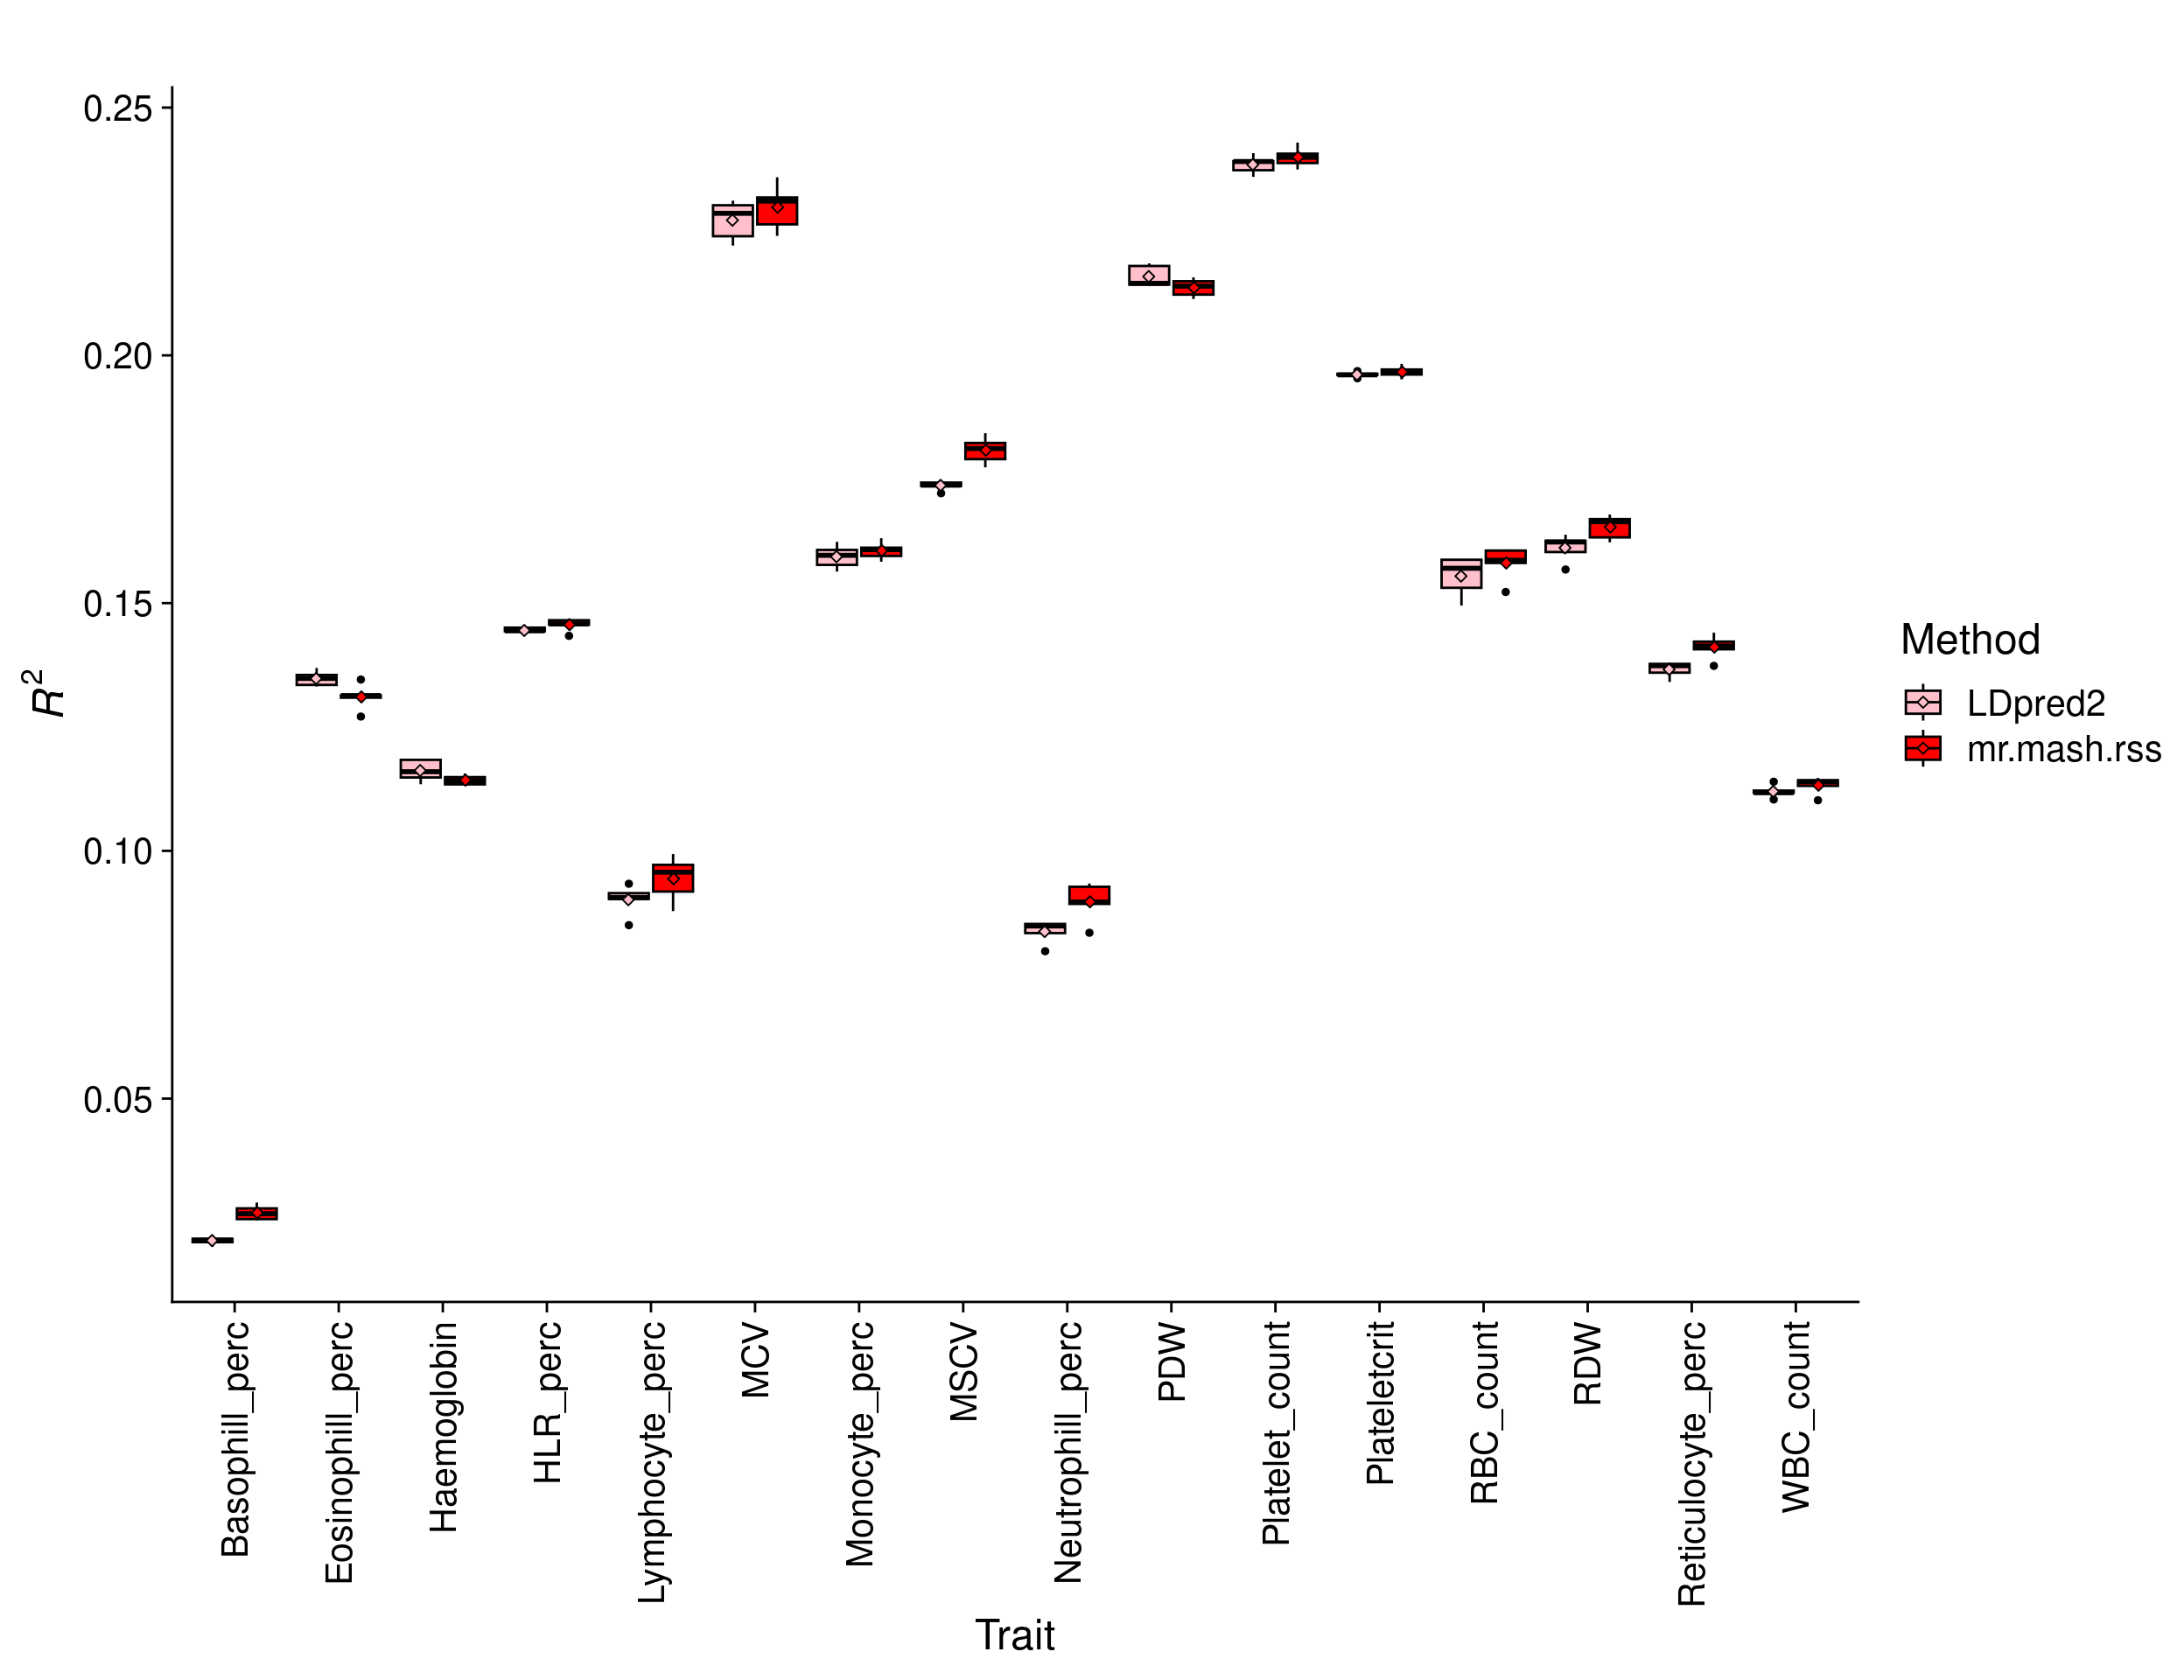 0.25
0.20
0.15
0.10
0.05
R²
Basophill_perc
Eosinophill_perc
Haemoglobin
HLR_perc
Lymphocyte_perc
MCV
Monocyte_perc
MSCV
Neutrophill_perc
PDW
Platelet_count
Plateletcrit
RBC_count
RDW
Reticulocyte_perc
WBC_count
Trait
Method
LDpred2
mr.mash.rss